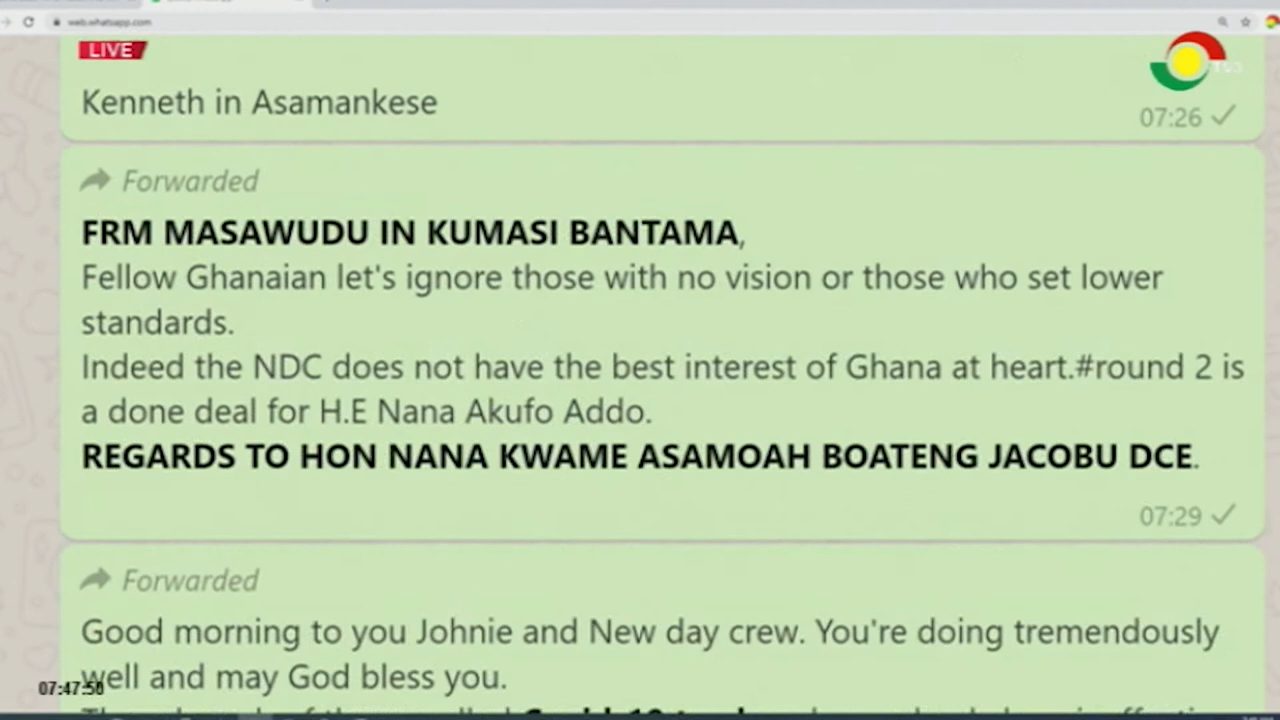 web.whatsapp.com
LIVE
Kenneth in Asamankese
07:26
Forwarded
FRM MASAWUDU IN KUMASI BANTAMA,
Fellow Ghanaian let's ignore those with no vision or those who set lower
standards.
Indeed the NDC does not have the best interest of Ghana at heart.#round 2 is
a done deal for H.E Nana Akufo Addo.
REGARDS TO HON NANA KWAME ASAMOAH BOATENG JACOBU DCE.
07:29
Forwarded
Good morning to you Johnie and New day crew. You're doing tremendously
well and may God bless you.
07:47:50